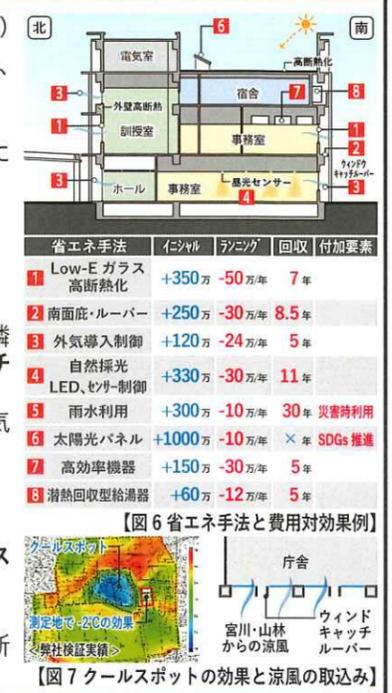 )
、
に
燐
チ
気
ス
所
北
南
6
電気室
高断熱化
3
宿舎
7
8
外壁高断熱
1
訓授室
事務室
1
2
ウィンドウ
キャッチルーバー
3
ホール
事務室
昼光センサー
4
3
省エネ手法 イニシャル ランニング 回収 付加要素
1 Low-E ガラス
高断熱化 +350万 -50万/年 7年
2 南面庇・ルーバー +250万 -30万/年 8.5年
3 外気導入制御 +120万 -24万/年 5年
4 自然採光
LED、センサー制御 +330万 -30万/年 11年
5 雨水利用 +300万 -10万/年 30年 災害時利用
6 太陽光パネル +1000万 -10万/年 ×年 SDGs 推進
7 高効率機器 +150万 -30万/年 5年
8 潜熱回収型給湯器 +60万 -12万/年 5年
【図6 省エネ手法と費用対効果例】
クールスポット
測定地で -2℃の効果
<弊社検証実績>
庁舎
宮川・山林
からの涼風
ウィンド
キャッチ
ルーバー
【図7 クールスポットの効果と涼風の取込み】